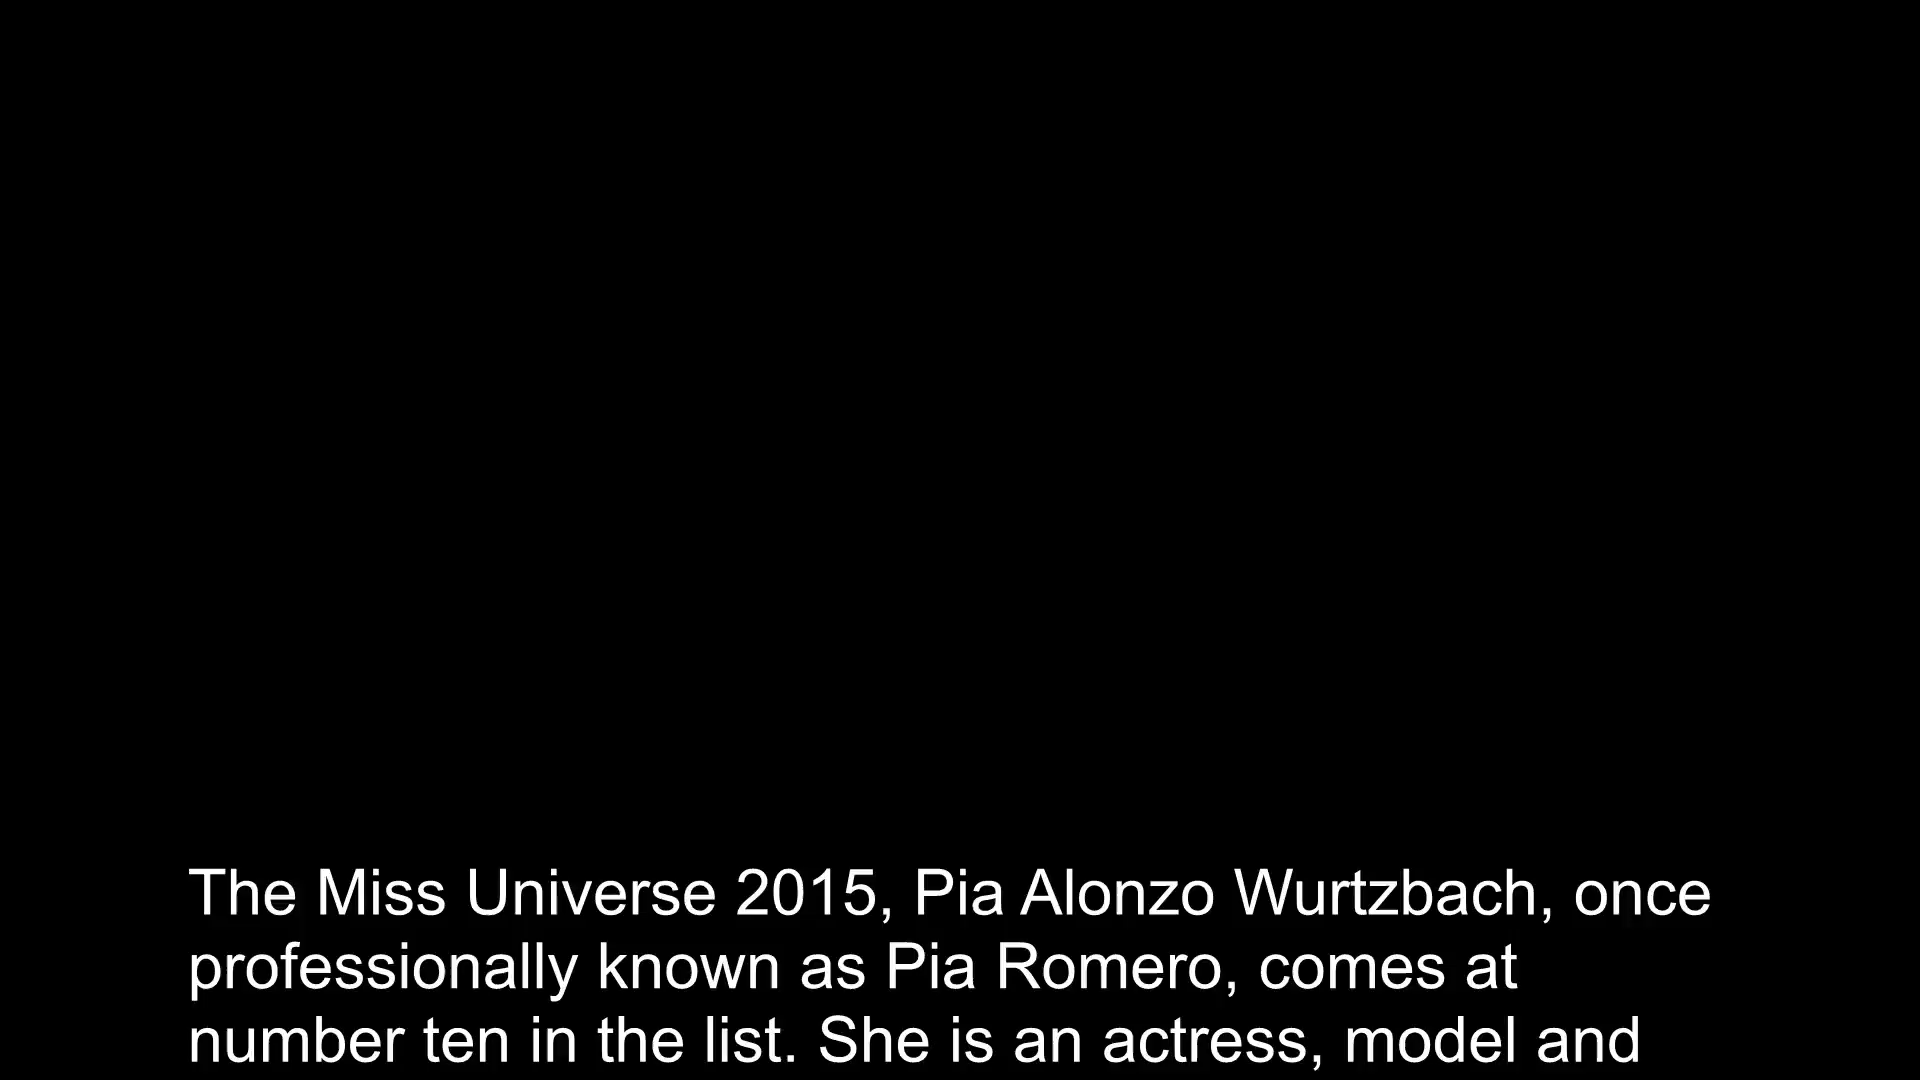 The Miss Universe 2015, Pia Alonzo Wurtzbach, once
professionally known as Pia Romero, comes at
number ten in the list. She is an actress, model and